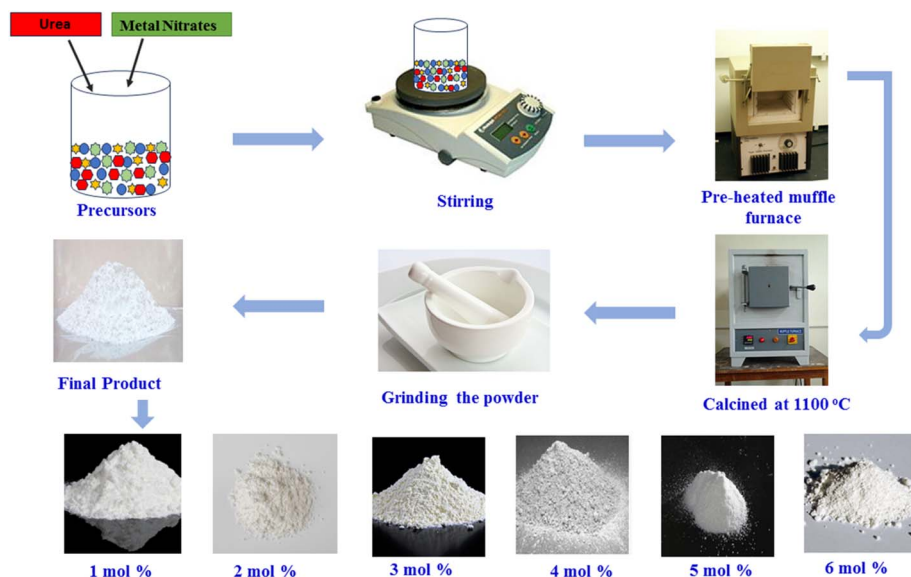 Urea
Metal Nitrates
Precursors
Stirring
Pre-heated muffle
furnace
Final Product
Grinding the powder
Calcined at 1100 °C
1 mol %
2 mol %
3 mol %
4 mol %
5 mol %
6 mol %